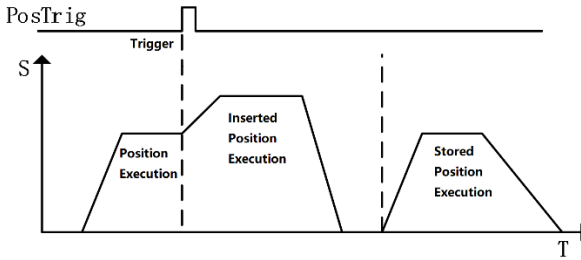 PosTrig
Trigger
S
Inserted
Position
Execution
Position
Execution
Stored
Position
Execution
T